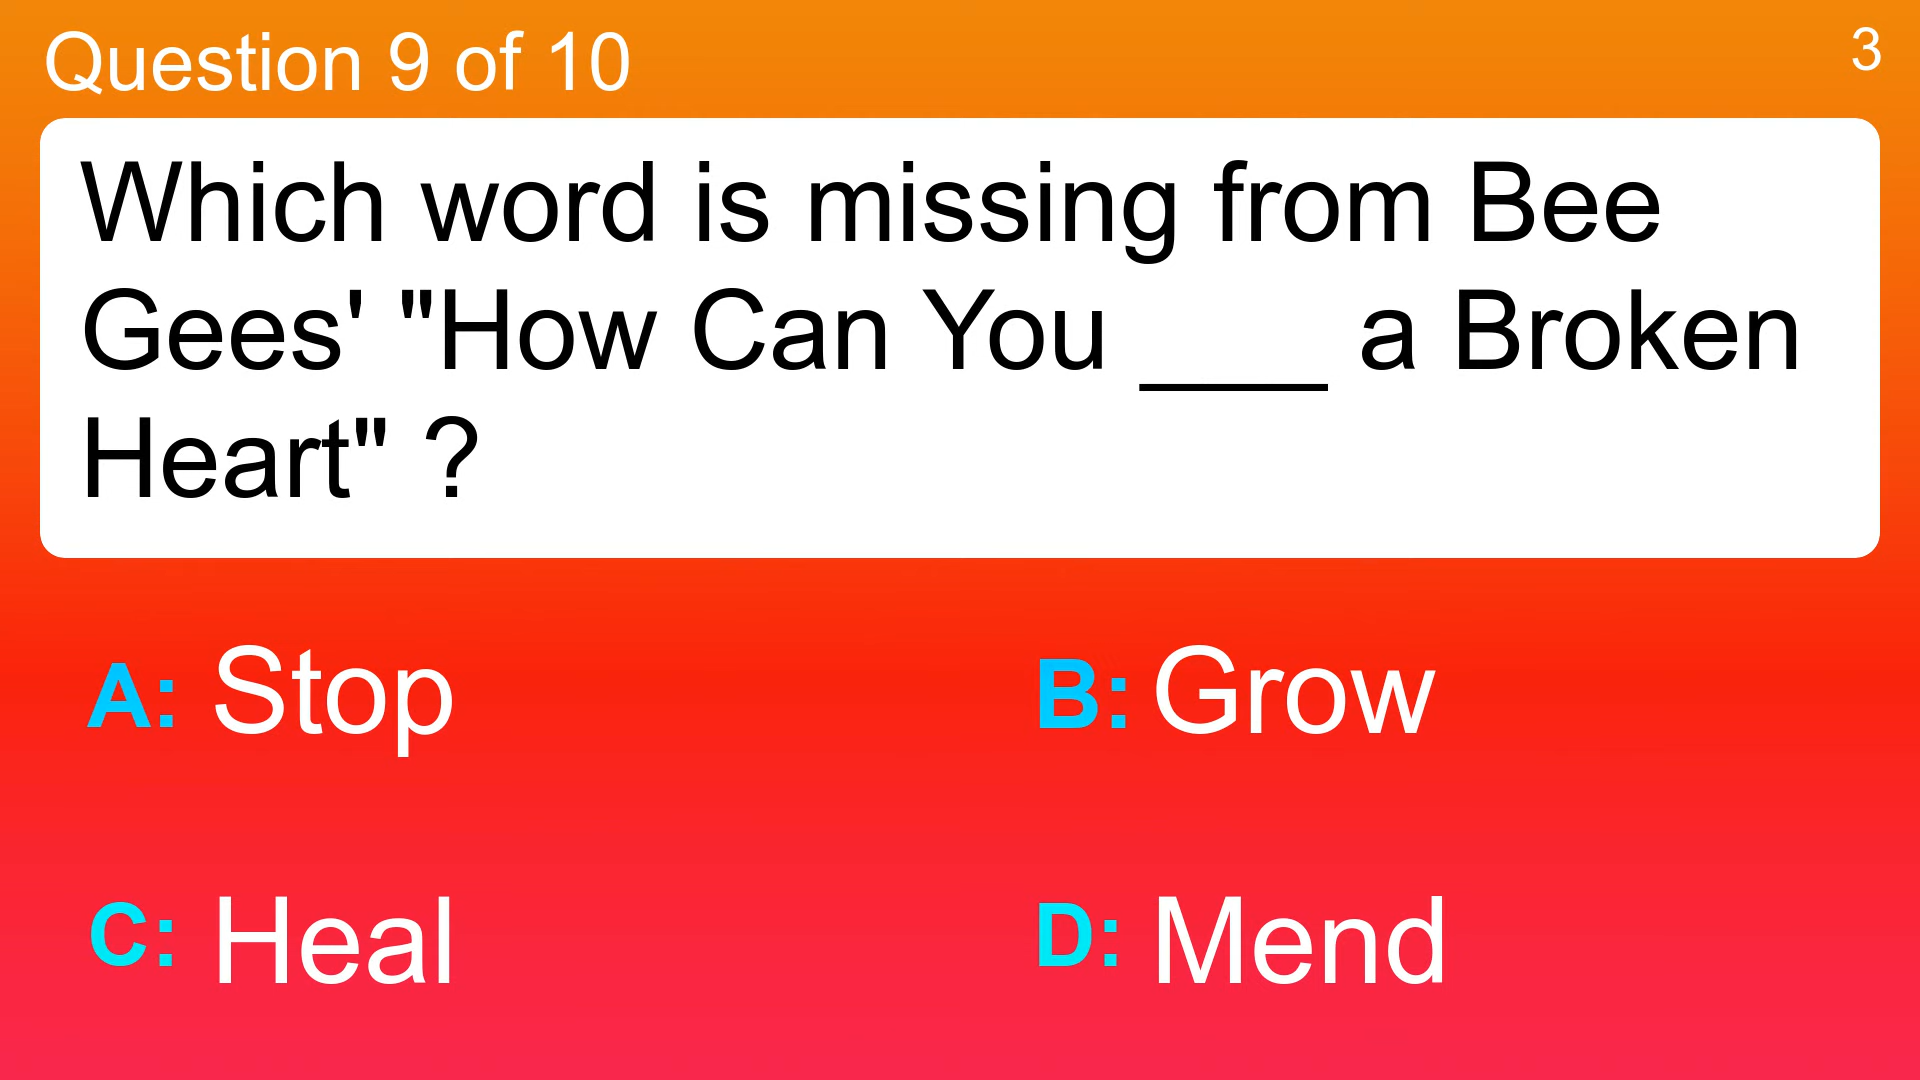 Question 9 of 10
3
Which word is missing from Bee
Gees' "How Can You ___ a Broken
Heart" ?
A: Stop
B: Grow
C: Heal
D: Mend